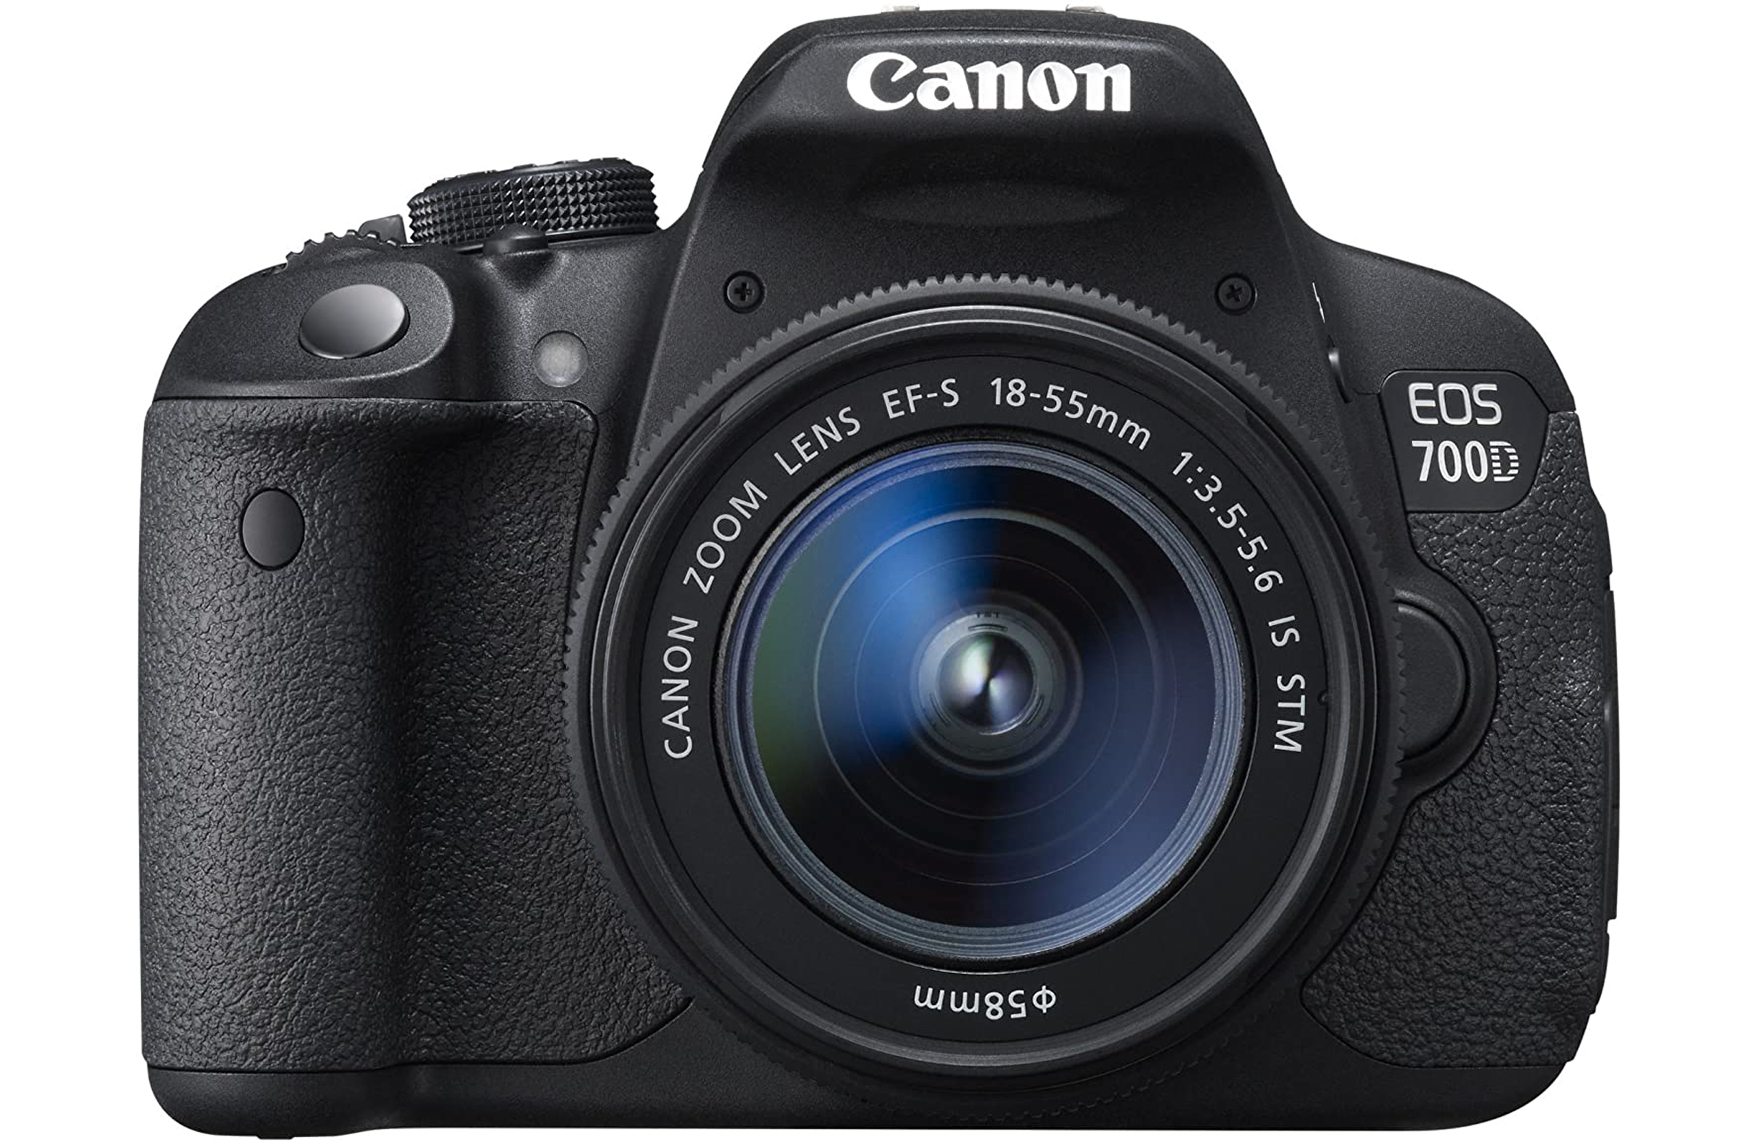 Canon
EOS
700D
CANON ZOOM LENS EF-S 18-55mm 1:3.5-5.6 IS STM
Φ58mm